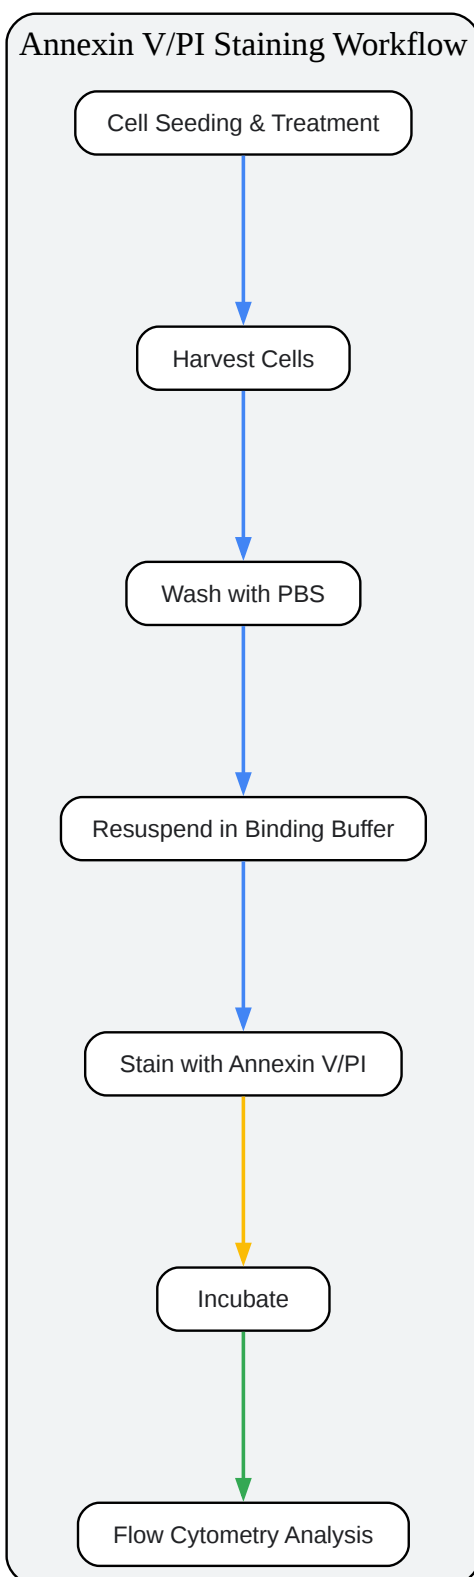 Annexin V/PI Staining Workflow
Cell Seeding & Treatment
Harvest Cells
Wash with PBS
Resuspend in Binding Buffer
Stain with Annexin V/PI
Incubate
Flow Cytometry Analysis